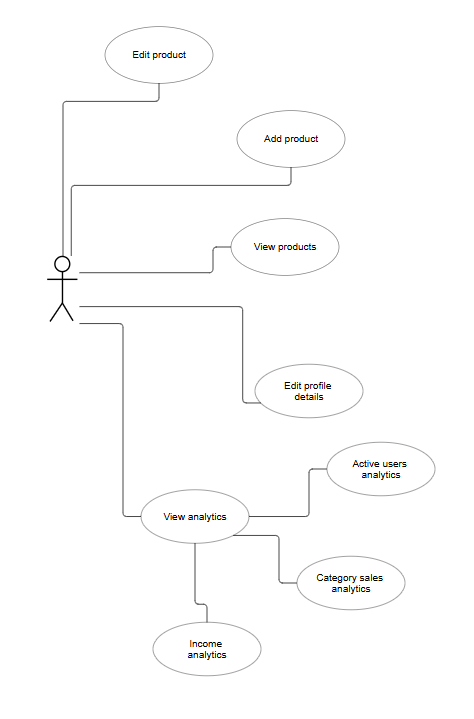 Edit product
Add product
View products
Edit profile
details
Active users
analytics
View analytics
Category sales
analytics
Income
analytics